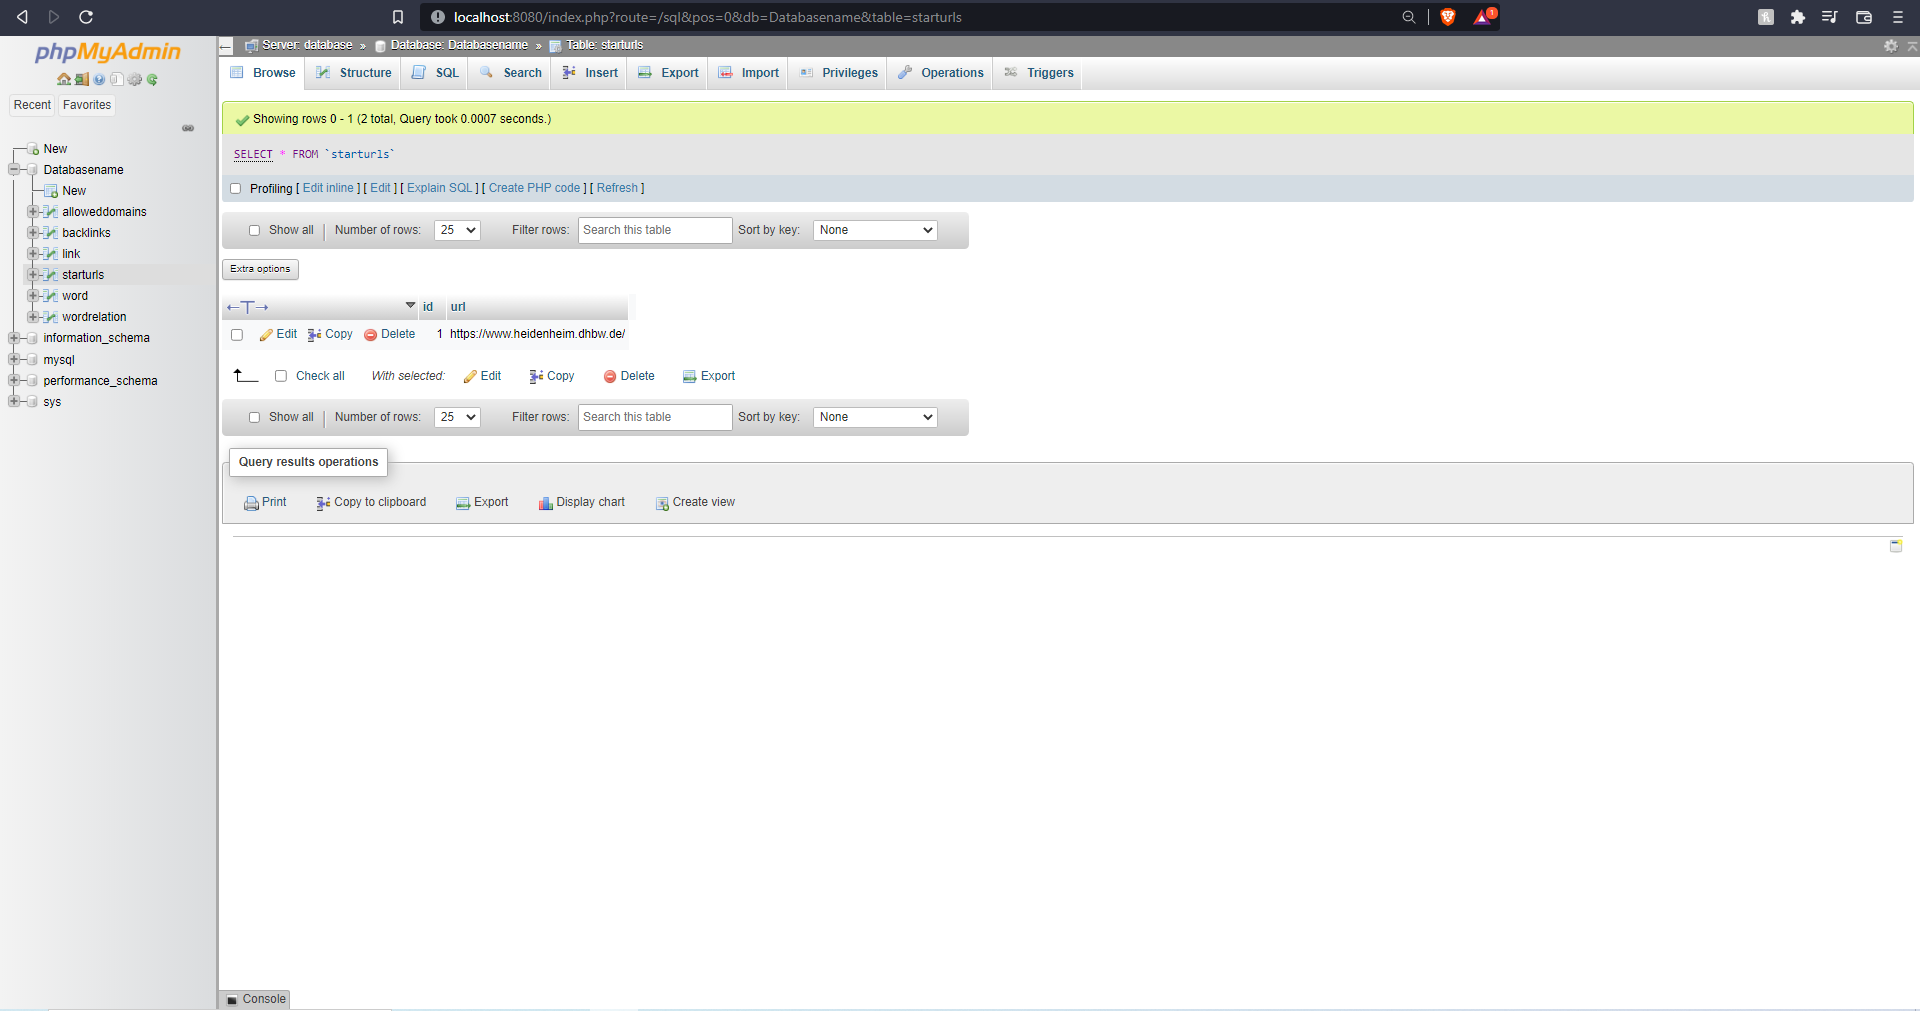 localhost:8080/index.php?route=/sql&pos=0&db=Databasename&table=starturls
1
phpMyAdmin
Recent Favorites
New
Databasename
New
alloweddomains
backlinks
link
starturls
word
wordrelation
information_schema
mysql
performance_schema
sys
Server: database » Database: Databasename » Table: starturls
Browse Structure SQL Search Insert Export Import Privileges Operations Triggers
Showing rows 0 - 1 (2 total, Query took 0.0007 seconds.)
SELECT * FROM `starturls`
Profiling [ Edit inline ] [ Edit ] [ Explain SQL ] [ Create PHP code ] [ Refresh ]
Show all | Number of rows: 25 Filter rows: Search this table Sort by key: None
Extra options
←T→ id url
Edit Copy Delete 1 https://www.heidenheim.dhbw.de/
Check all With selected: Edit Copy Delete Export
Show all | Number of rows: 25 Filter rows: Search this table Sort by key: None
Query results operations
Print Copy to clipboard Export Display chart Create view
Console